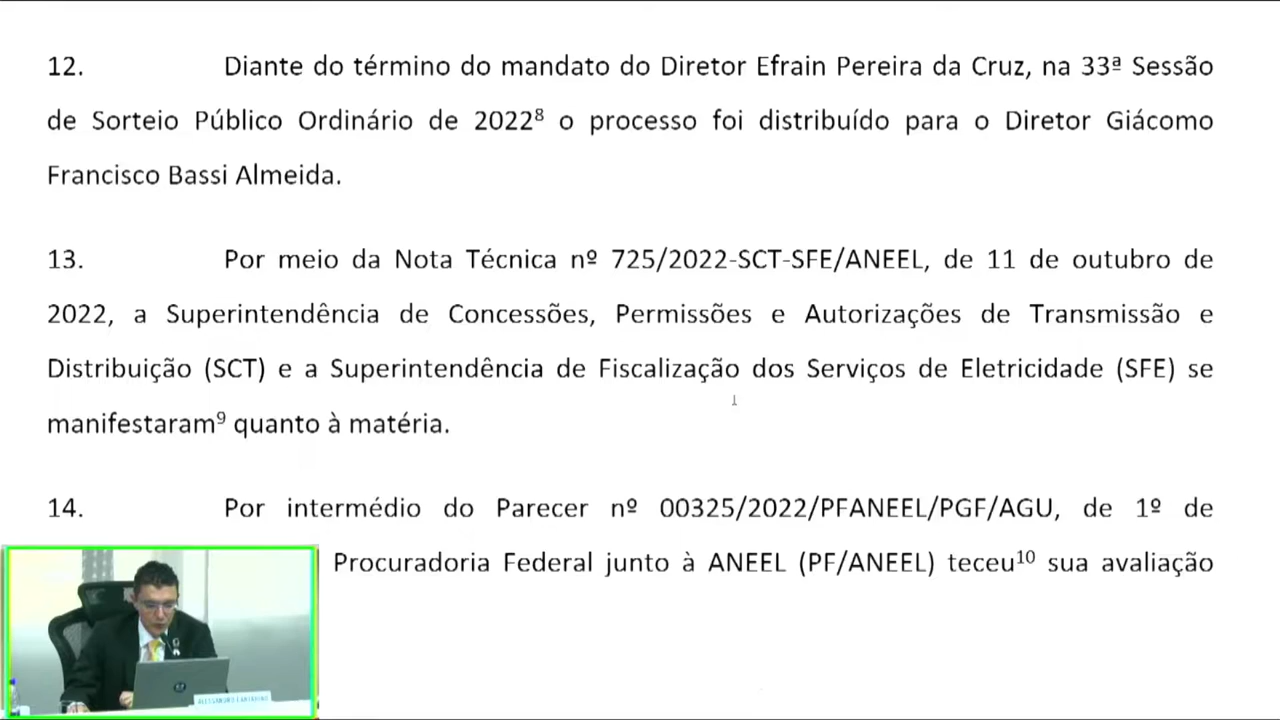 12. Diante do término do mandato do Diretor Efrain Pereira da Cruz, na 33ª Sessão
de Sorteio Público Ordinário de 2022⁸ o processo foi distribuído para o Diretor Giácomo
Francisco Bassi Almeida.
13. Por meio da Nota Técnica nº 725/2022-SCT-SFE/ANEEL, de 11 de outubro de
2022, a Superintendência de Concessões, Permissões e Autorizações de Transmissão e
Distribuição (SCT) e a Superintendência de Fiscalização dos Serviços de Eletricidade (SFE) se
manifestaram⁹ quanto à matéria.
14. Por intermédio do Parecer nº 00325/2022/PFANEEL/PGF/AGU, de 1º de
Procuradoria Federal junto à ANEEL (PF/ANEEL) teceu¹⁰ sua avaliação
ALESSANDRO CANTARINO